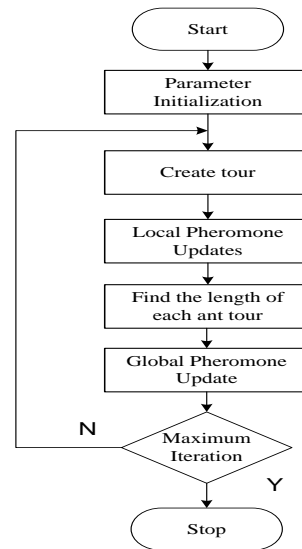 Start
Parameter
Initialization
Create tour
Local Pheromone
Updates
Find the length of
each ant tour
Global Pheromone
Update
N
Maximum
Iteration
Y
Stop